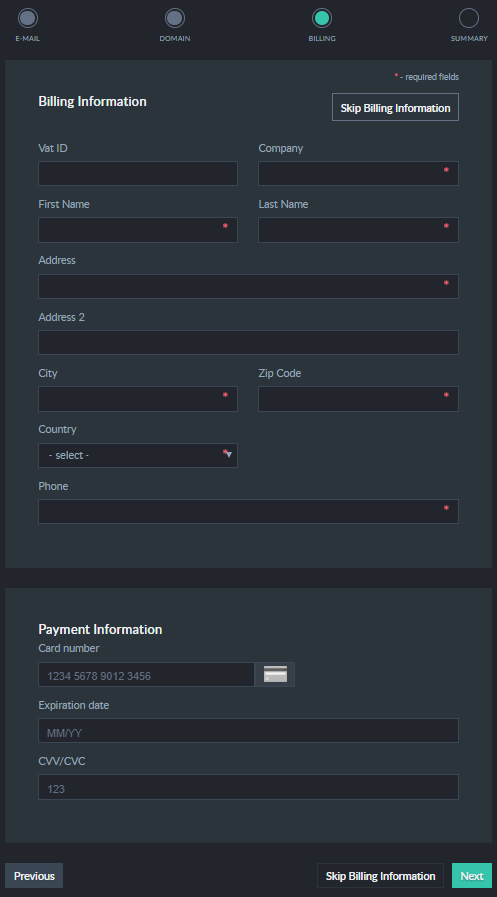 E-MAIL DOMAIN BILLING SUMMARY
* - required fields
Billing Information Skip Billing Information
Vat ID Company
*
First Name Last Name
* *
Address
*
Address 2
City Zip Code
* *
Country
- select - *
Phone
*
Payment Information
Card number
1234 5678 9012 3456
Expiration date
MM/YY
CVV/CVC
123
Previous Skip Billing Information Next